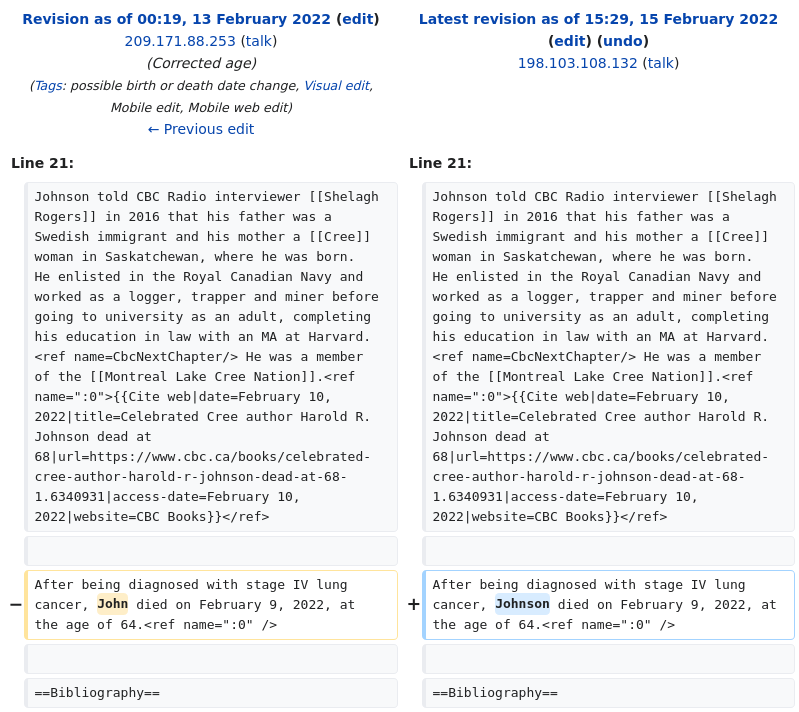 Revision as of 00:19, 13 February 2022 (edit)
209.171.88.253 (talk)
(Corrected age)
(Tags: possible birth or death date change, Visual edit,
Mobile edit, Mobile web edit)
← Previous edit
Latest revision as of 15:29, 15 February 2022
(edit) (undo)
198.103.108.132 (talk)
Line 21:
Johnson told CBC Radio interviewer [[Shelagh
Rogers]] in 2016 that his father was a
Swedish immigrant and his mother a [[Cree]]
woman in Saskatchewan, where he was born.
He enlisted in the Royal Canadian Navy and
worked as a logger, trapper and miner before
going to university as an adult, completing
his education in law with an MA at Harvard.
<ref name=CbcNextChapter/> He was a member
of the [[Montreal Lake Cree Nation]].<ref
name=":0">{{Cite web|date=February 10,
2022|title=Celebrated Cree author Harold R.
Johnson dead at
68|url=https://www.cbc.ca/books/celebrated-
cree-author-harold-r-johnson-dead-at-68-
1.6340931|access-date=February 10,
2022|website=CBC Books}}</ref>
− After being diagnosed with stage IV lung
cancer, John died on February 9, 2022, at
the age of 64.<ref name=":0" />
==Bibliography==
Line 21:
Johnson told CBC Radio interviewer [[Shelagh
Rogers]] in 2016 that his father was a
Swedish immigrant and his mother a [[Cree]]
woman in Saskatchewan, where he was born.
He enlisted in the Royal Canadian Navy and
worked as a logger, trapper and miner before
going to university as an adult, completing
his education in law with an MA at Harvard.
<ref name=CbcNextChapter/> He was a member
of the [[Montreal Lake Cree Nation]].<ref
name=":0">{{Cite web|date=February 10,
2022|title=Celebrated Cree author Harold R.
Johnson dead at
68|url=https://www.cbc.ca/books/celebrated-
cree-author-harold-r-johnson-dead-at-68-
1.6340931|access-date=February 10,
2022|website=CBC Books}}</ref>
+ After being diagnosed with stage IV lung
cancer, Johnson died on February 9, 2022, at
the age of 64.<ref name=":0" />
==Bibliography==